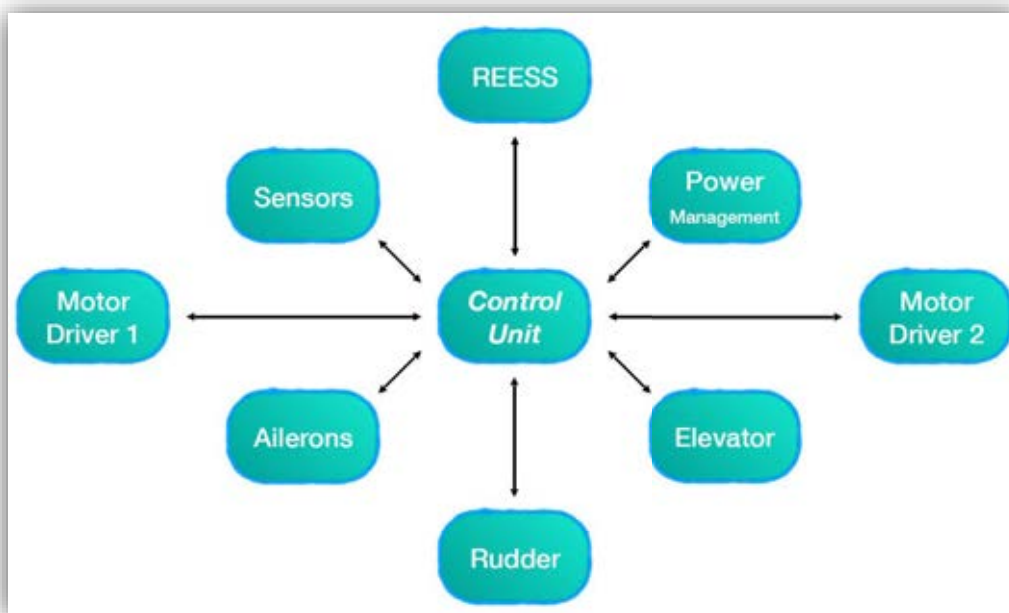 REESS
Sensors
Power
Management
Motor
Driver 1
Control
Unit
Motor
Driver 2
Ailerons
Elevator
Rudder